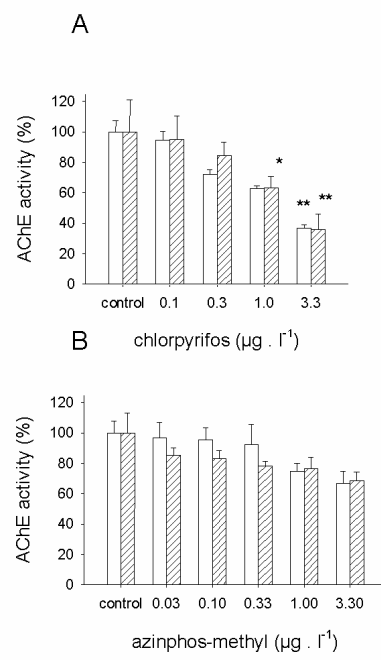 A
120
100
80
60
40
20
0
AChE activity (%)
*
** **
control 0.1 0.3 1.0 3.3
chlorpyrifos (µg . l-1)
B
120
100
80
60
40
20
0
AChE activity (%)
control 0.03 0.10 0.33 1.00 3.30
azinphos-methyl (µg . l-1)